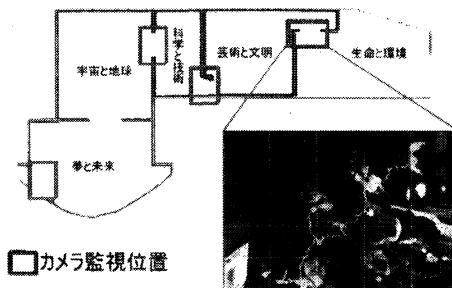 宇宙と地球
科学と技術
芸術と文明
生命と環境
夢と未来
カメラ監視位置